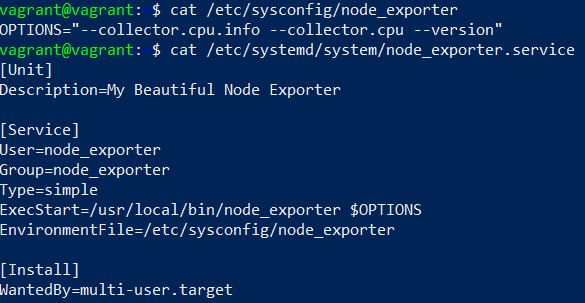 vagrant@vagrant:~$ cat /etc/sysconfig/node_exporter
OPTIONS="--collector.cpu.info --collector.cpu --version"
vagrant@vagrant:~$ cat /etc/systemd/system/node_exporter.service
[Unit]
Description=My Beautiful Node Exporter

[Service]
User=node_exporter
Group=node_exporter
Type=simple
ExecStart=/usr/local/bin/node_exporter $OPTIONS
EnvironmentFile=/etc/sysconfig/node_exporter

[Install]
WantedBy=multi-user.target